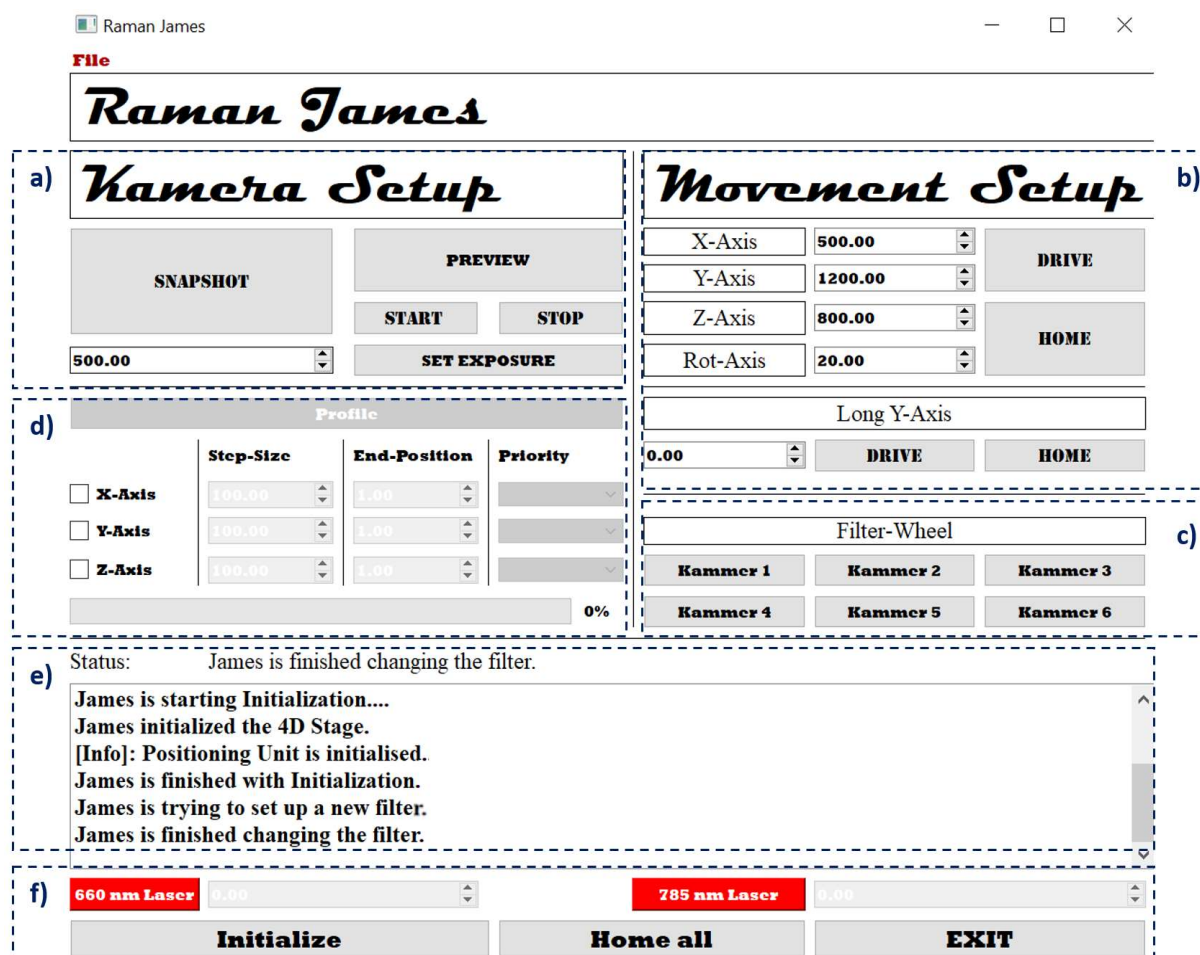 Raman James
File
Raman James
a)
Kamera Setup
SNAPSHOT
PREVIEW
START STOP
500.00 SET EXPOSURE
b)
Movement Setup
X-Axis 500.00 DRIVE
Y-Axis 1200.00
Z-Axis 800.00 HOME
Rot-Axis 20.00
Long Y-Axis
0.00 DRIVE HOME
d)
Profile
Step-Size End-Position Priority
X-Axis 100.00 1.00
Y-Axis 100.00 1.00
Z-Axis 100.00 1.00
0%
c)
Filter-Wheel
Kammer 1 Kammer 2 Kammer 3
Kammer 4 Kammer 5 Kammer 6
e)
Status: James is finished changing the filter.
James is starting Initialization....
James initialized the 4D Stage.
[Info]: Positioning Unit is initialised.
James is finished with Initialization.
James is trying to set up a new filter.
James is finished changing the filter.
f)
660 nm Laser 0.00 785 nm Laser 0.00
Initialize Home all EXIT